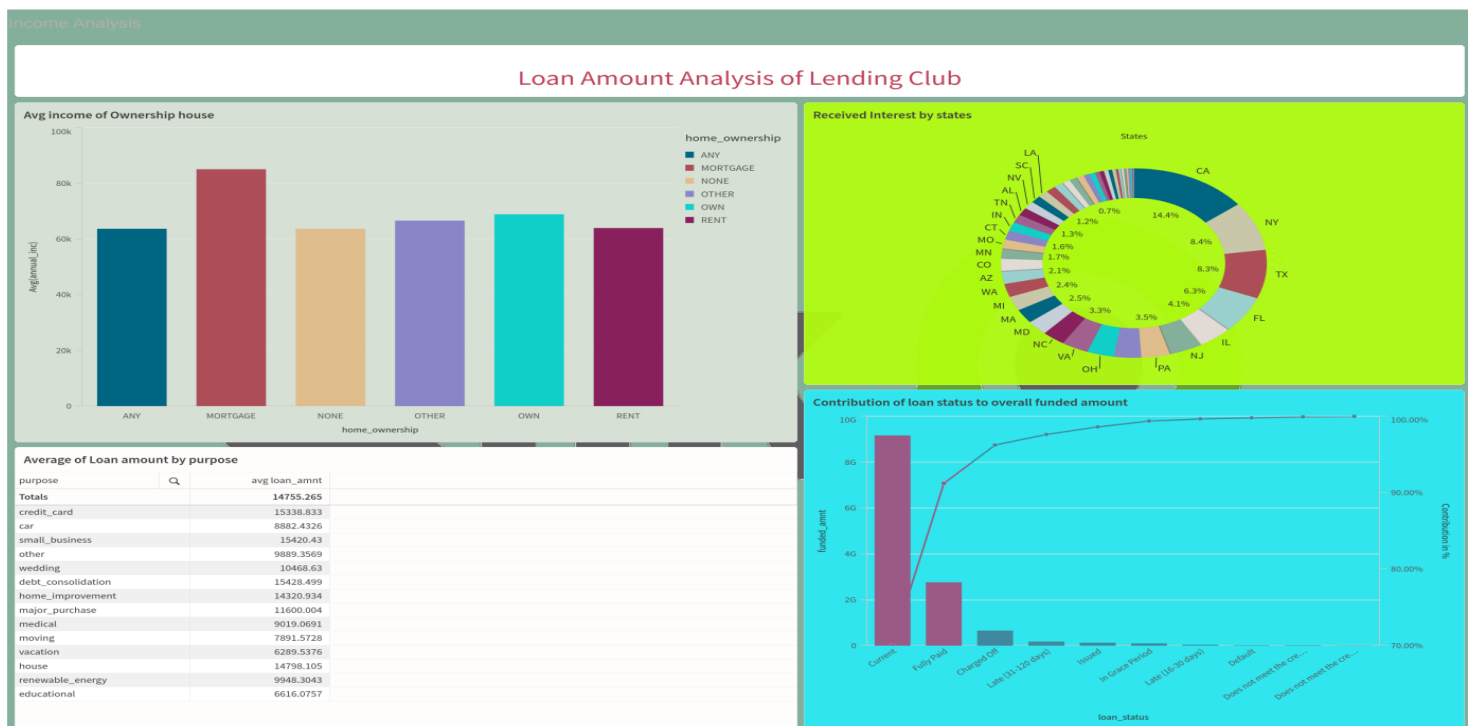 Income Analysis
Loan Amount Analysis of Lending Club
Avg income of Ownership house
100k
80k
60k
40k
20k
0
Avg(annual_inc)
ANY
MORTGAGE
NONE
OTHER
OWN
RENT
home_ownership
home_ownership
ANY
MORTGAGE
NONE
OTHER
OWN
RENT
Received Interest by states
States
CA
NY
TX
FL
IL
NJ
PA
OH
VA
NC
MD
MA
MI
WA
AZ
CO
MN
MO
CT
IN
TN
AL
NV
SC
LA
14.4%
8.4%
8.3%
6.3%
4.1%
3.5%
3.3%
2.5%
2.4%
2.1%
1.7%
1.6%
1.3%
1.2%
0.7%
Average of Loan amount by purpose
purpose avg loan_amnt
Totals 14755.265
credit_card 15338.833
car 8882.4326
small_business 15420.43
other 9889.3569
wedding 10468.63
debt_consolidation 15428.499
home_improvement 14320.934
major_purchase 11600.004
medical 9019.0691
moving 7891.5728
vacation 6289.5376
house 14798.105
renewable_energy 9948.3043
educational 6616.0757
Contribution of loan status to overall funded amount
10G
8G
6G
4G
2G
0
funded_amnt
100.00%
90.00%
80.00%
70.00%
Contribution in %
Current
Fully Paid
Charged Off
Late (31-120 days)
Issued
In Grace Period
Late (16-30 days)
Default
Does not meet the cre...
Does not meet the cre...
loan_status